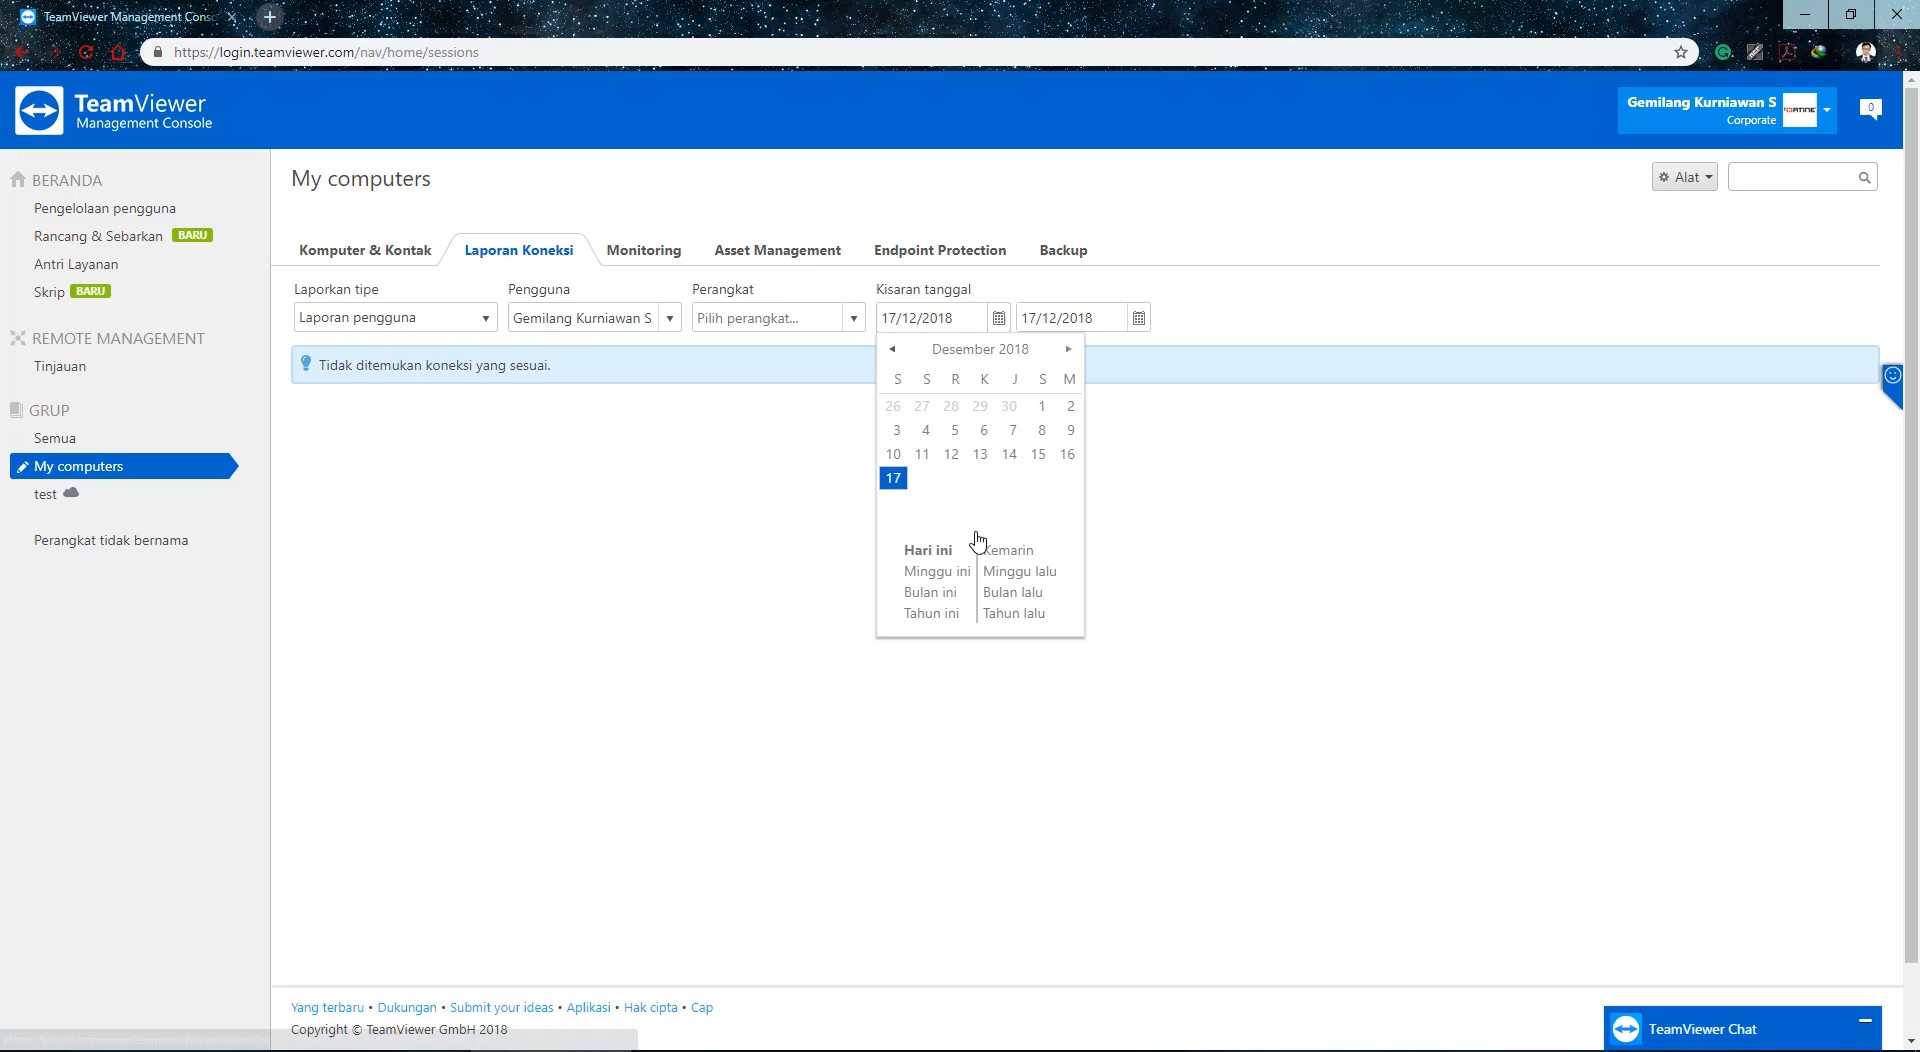 TeamViewer Management Conso
https://login.teamviewer.com/nav/home/sessions
TeamViewer
Management Console
Gemilang Kurniawan S
Corporate
0
BERANDA
Pengelolaan pengguna
Rancang & Sebarkan BARU
Antri Layanan
Skrip BARU
REMOTE MANAGEMENT
Tinjauan
GRUP
Semua
My computers
test
Perangkat tidak bernama
My computers
Alat
Komputer & Kontak Laporan Koneksi Monitoring Asset Management Endpoint Protection Backup
Laporkan tipe Pengguna Perangkat Kisaran tanggal
Laporan pengguna Gemilang Kurniawan S Pilih perangkat... 17/12/2018 17/12/2018
Tidak ditemukan koneksi yang sesuai.
Desember 2018
S S R K J S M
26 27 28 29 30 1 2
3 4 5 6 7 8 9
10 11 12 13 14 15 16
17
Hari ini Kemarin
Minggu ini Minggu lalu
Bulan ini Bulan lalu
Tahun ini Tahun lalu
Yang terbaru • Dukungan • Submit your ideas • Aplikasi • Hak cipta • Cap
Copyright © TeamViewer GmbH 2018
TeamViewer Chat